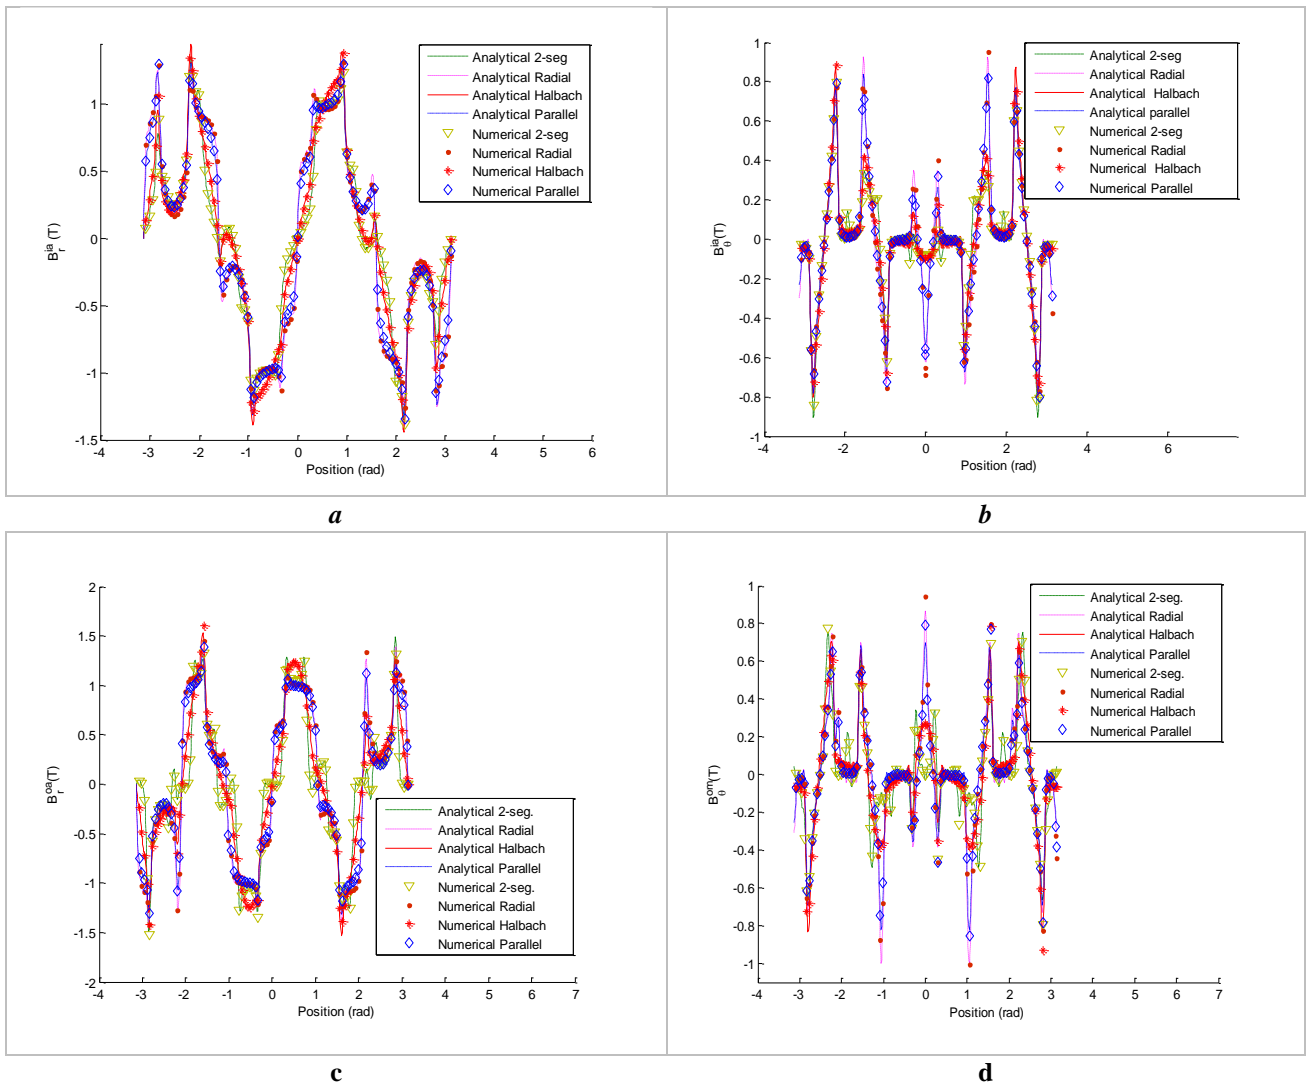 Analytical 2-seg
Analytical Radial
Analytical Halbach
Analytical Parallel
Numerical 2-seg
Numerical Radial
Numerical Halbach
Numerical Parallel
1
0.5
0
-0.5
-1
-1.5
B_r^ia(T)
-4 -3 -2 -1 0 1 2 3 4 5 6
Position (rad)
a
Analytical 2-seg
Analytical Radial
Analytical Halbach
Analytical parallel
Numerical 2-seg
Numerical Radial
Numerical Halbach
Numerical Parallel
1
0.8
0.6
0.4
0.2
0
-0.2
-0.4
-0.6
-0.8
-1
B_θ^ia(T)
-4 -2 0 2 4 6
Position (rad)
b
2
1.5
1
0.5
0
-0.5
-1
-1.5
-2
B_r^oa(T)
Analytical 2-seg.
Analytical Radial
Analytical Halbach
Analytical Parallel
Numerical 2-seg.
Numerical Radial
Numerical Halbach
Numerical Parallel
-4 -3 -2 -1 0 1 2 3 4 5 6 7
Position (rad)
c
Analytical 2-seg.
Analytical Radial
Analytical Halbach
Analytical Parallel
Numerical 2-seg.
Numerical Radial
Numerical Halbach
Numerical Parallel
1
0.8
0.6
0.4
0.2
0
-0.2
-0.4
-0.6
-0.8
-1
B_θ^om(T)
-4 -3 -2 -1 0 1 2 3 4 5 6 7
Position (rad)
d